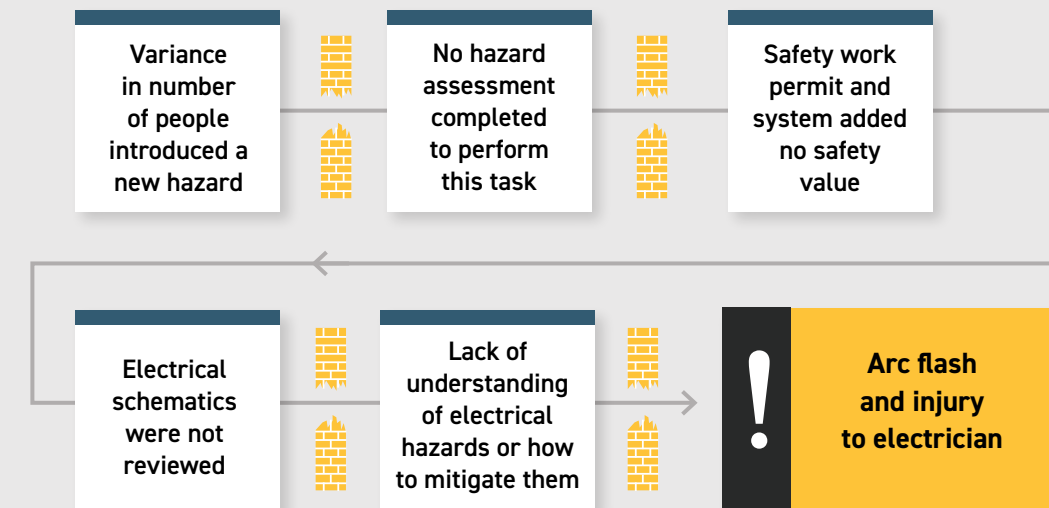 Variance
in number
of people
introduced a
new hazard
No hazard
assessment
completed
to perform
this task
Safety work
permit and
system added
no safety
value
Electrical
schematics
were not
reviewed
Lack of
understanding
of electrical
hazards or how
to mitigate them
!
Arc flash
and injury
to electrician